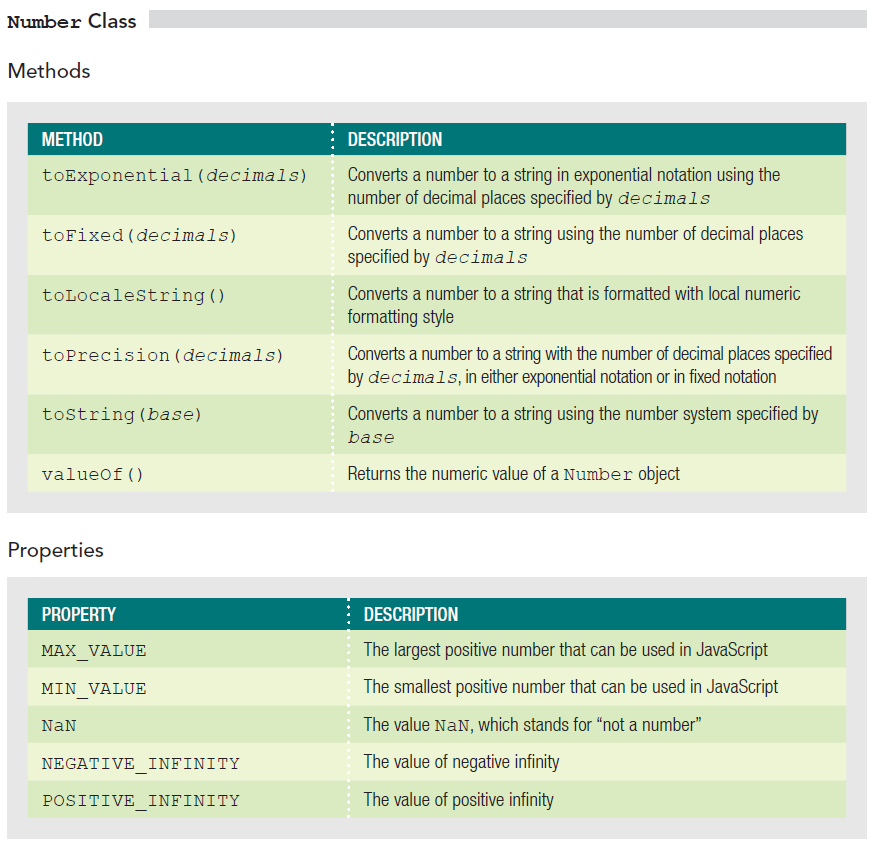 Number Class
Methods
METHOD DESCRIPTION
toExponential(decimals) Converts a number to a string in exponential notation using the
number of decimal places specified by decimals
toFixed(decimals) Converts a number to a string using the number of decimal places
specified by decimals
toLocaleString() Converts a number to a string that is formatted with local numeric
formatting style
toPrecision(decimals) Converts a number to a string with the number of decimal places specified
by decimals, in either exponential notation or in fixed notation
toString(base) Converts a number to a string using the number system specified by
base
valueOf() Returns the numeric value of a Number object
Properties
PROPERTY DESCRIPTION
MAX_VALUE The largest positive number that can be used in JavaScript
MIN_VALUE The smallest positive number that can be used in JavaScript
NaN The value NaN, which stands for “not a number”
NEGATIVE_INFINITY The value of negative infinity
POSITIVE_INFINITY The value of positive infinity